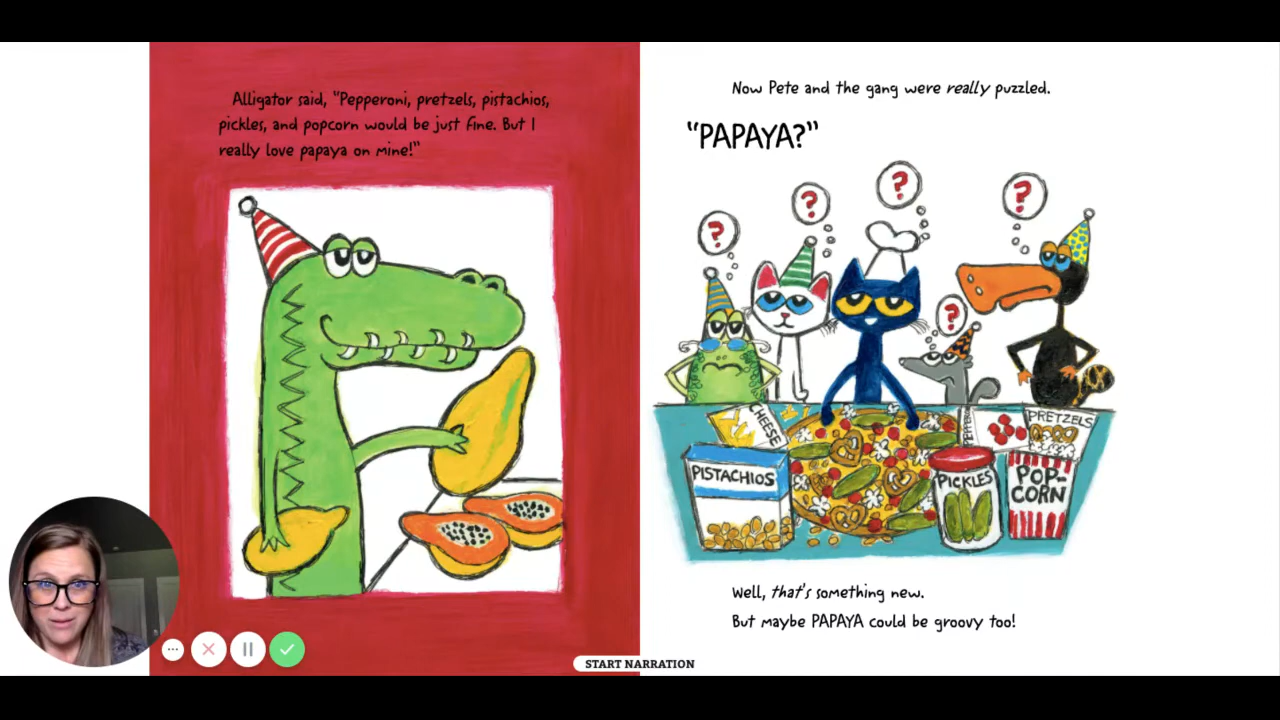 Alligator said, “Pepperoni, pretzels, pistachios,
pickles, and popcorn would be just fine. But I
really love papaya on mine!”
Now Pete and the gang were really puzzled.
“PAPAYA?”
?
?
?
?
?
CHEESE
PRETZELS
PISTACHIOS
PICKLES
POP-
CORN
Well, that's something new.
But maybe PAPAYA could be groovy too!
START NARRATION